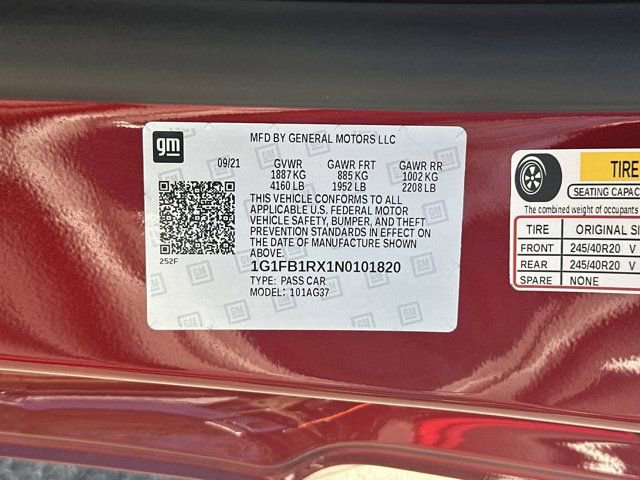 gm
MFD BY GENERAL MOTORS LLC
09/21 GVWR GAWR FRT GAWR RR
1887 KG 885 KG 1002 KG
4160 LB 1952 LB 2208 LB
THIS VEHICLE CONFORMS TO ALL
APPLICABLE U.S. FEDERAL MOTOR
VEHICLE SAFETY, BUMPER, AND THEFT
PREVENTION STANDARDS IN EFFECT ON
THE DATE OF MANUFACTURE SHOWN
ABOVE.
252F
1G1FB1RX1N0101820
TYPE: PASS CAR
MODEL: 101AG37
TIRE
SEATING CAPAC
The combined weight of occupants
TIRE ORIGINAL SI
FRONT 245/40R20 V
REAR 245/40R20 V
SPARE NONE